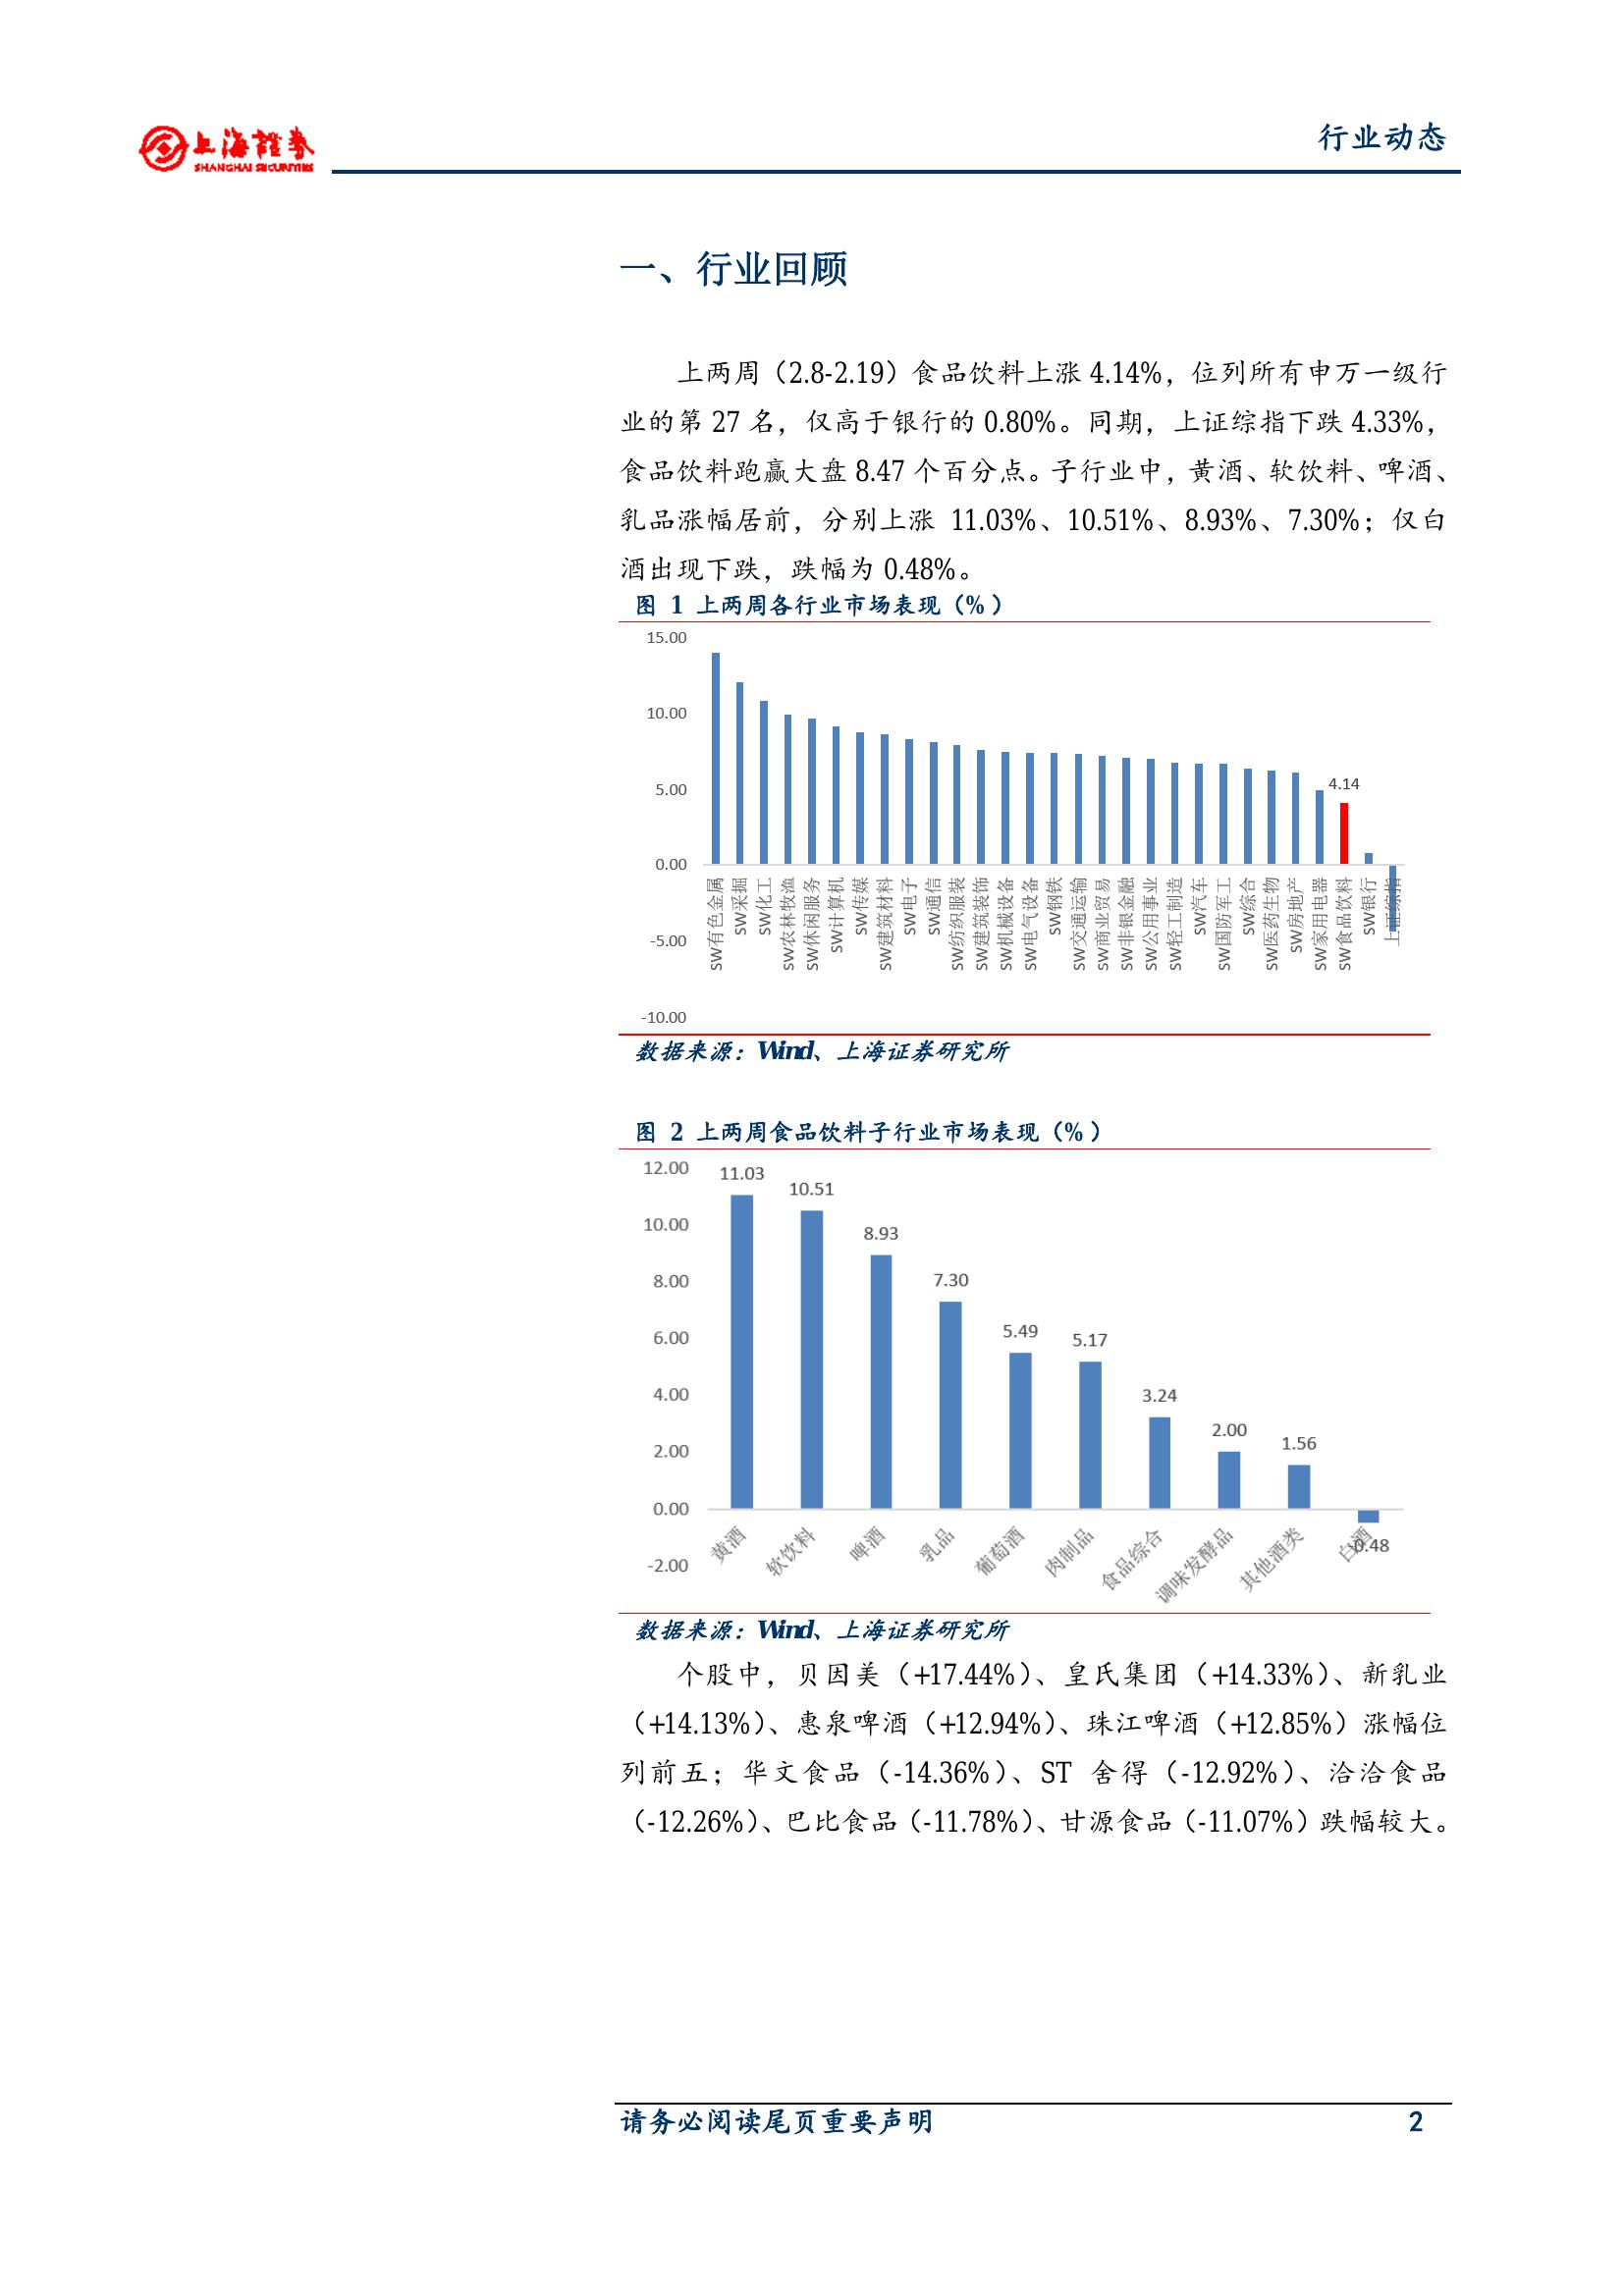 上海證券
SHANGHAI SECURITIES
行业动态
一、行业回顾
上两周（2.8-2.19）食品饮料上涨 4.14%，位列所有申万一级行
业的第 27 名，仅高于银行的 0.80%。同期，上证综指下跌 4.33%，
食品饮料跑赢大盘 8.47 个百分点。子行业中，黄酒、软饮料、啤酒、
乳品涨幅居前，分别上涨 11.03%、10.51%、8.93%、7.30%；仅白
酒出现下跌，跌幅为 0.48%。
图 1 上两周各行业市场表现（%）
15.00
10.00
5.00
0.00
-5.00
-10.00
4.14
SW有色金属
SW采掘
SW化工
SW农林牧渔
SW休闲服务
SW计算机
SW传媒
SW建筑材料
SW电子
SW通信
SW纺织服装
SW建筑装饰
SW机械设备
SW电气设备
SW钢铁
SW交通运输
SW商业贸易
SW非银金融
SW公用事业
SW轻工制造
SW汽车
SW国防军工
SW综合
SW医药生物
SW房地产
SW家用电器
SW食品饮料
SW银行
上证综指
数据来源：Wind、上海证券研究所
图 2 上两周食品饮料子行业市场表现（%）
12.00
10.00
8.00
6.00
4.00
2.00
0.00
-2.00
11.03
10.51
8.93
7.30
5.49
5.17
3.24
2.00
1.56
-0.48
黄酒
软饮料
啤酒
乳品
葡萄酒
肉制品
食品综合
调味发酵品
其他酒类
白酒
数据来源：Wind、上海证券研究所
个股中，贝因美（+17.44%）、皇氏集团（+14.33%）、新乳业
（+14.13%）、惠泉啤酒（+12.94%）、珠江啤酒（+12.85%）涨幅位
列前五；华文食品（-14.36%）、ST 舍得（-12.92%）、洽洽食品
（-12.26%）、巴比食品（-11.78%）、甘源食品（-11.07%）跌幅较大。
请务必阅读尾页重要声明
2